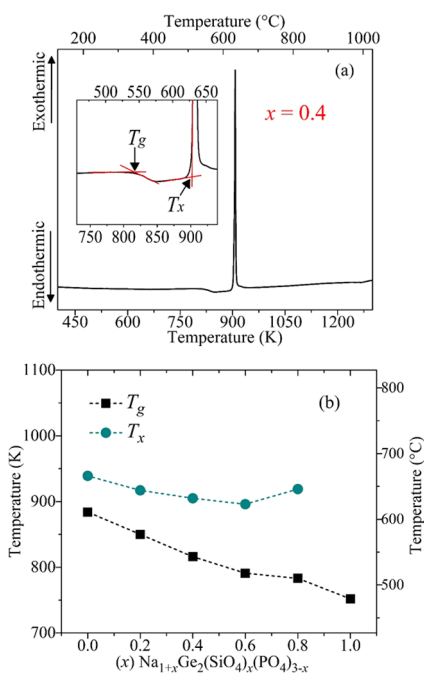 Temperature (°C)
200 400 600 800 1000
Exothermic
Endothermic
(a)
x = 0.4
500 550 600 650
Tg
Tx
750 800 850 900
450 600 750 900 1050 1200
Temperature (K)
1100
1000
900
800
700
Temperature (K)
(b)
Tg
Tx
800
700
600
500
Temperature (°C)
0.0 0.2 0.4 0.6 0.8 1.0
(x) Na1+xGe2(SiO4)x(PO4)3-x